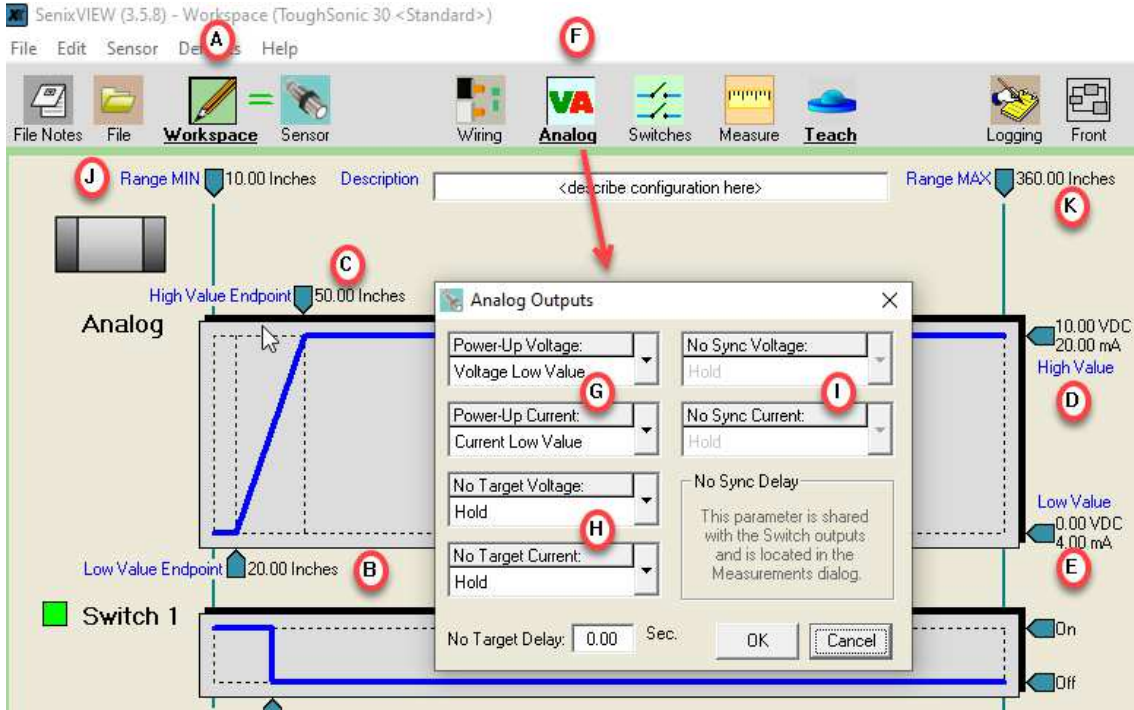 SenixVIEW (3.5.8) - Workspace (ToughSonic 30 <Standard>)
File Edit Sensor Defaults Help
A
F
File Notes File Workspace = Sensor Wiring VA Analog Switches Measure Teach Logging Front
J Range MIN 10.00 Inches Description <describe configuration here> Range MAX 360.00 Inches
K
C
High Value Endpoint 50.00 Inches
Analog
Analog Outputs
Power-Up Voltage:
Voltage Low Value
G
Power-Up Current:
Current Low Value
No Target Voltage:
Hold
H
No Target Current:
Hold
No Sync Voltage:
Hold
I
No Sync Current:
Hold
No Sync Delay
This parameter is shared
with the Switch outputs
and is located in the
Measurements dialog.
No Target Delay: 0.00 Sec. OK Cancel
10.00 VDC
20.00 mA
High Value
D
Low Value
0.00 VDC
4.00 mA
E
Low Value Endpoint 20.00 Inches B
Switch 1
On
Off